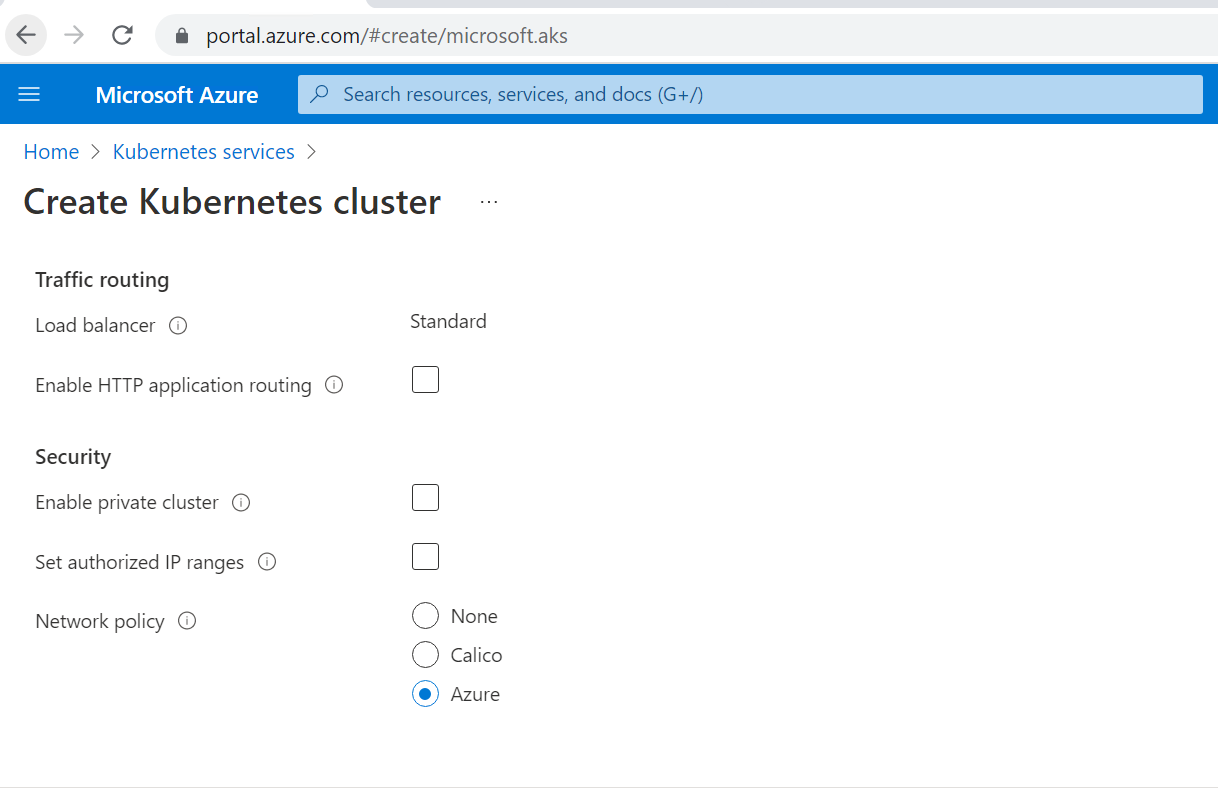 portal.azure.com/#create/microsoft.aks
Microsoft Azure
Search resources, services, and docs (G+/)
Home > Kubernetes services >
Create Kubernetes cluster ...
Traffic routing
Load balancer Standard
Enable HTTP application routing
Security
Enable private cluster
Set authorized IP ranges
Network policy None
Calico
Azure